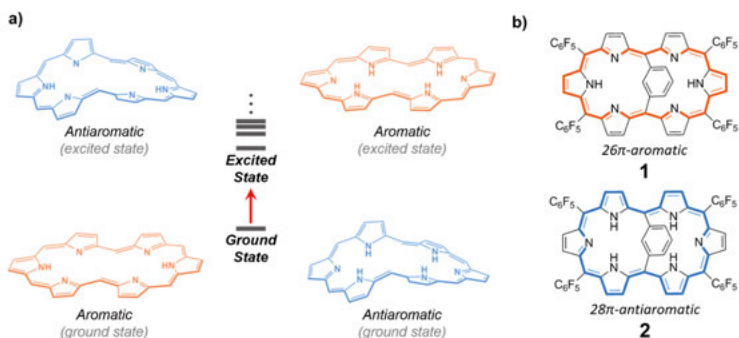 a)
N
NH
N
N
HN
N
Antiaromatic
(excited state)
N
H
N
H
N
N
N
H
N
H
Aromatic
(excited state)
Excited
State
Ground
State
N
NH
N
N
HN
N
Aromatic
(ground state)
N
H
N
H
N
N
N
H
N
H
Antiaromatic
(ground state)
b)
C6F5
C6F5
N
N
NH
HN
N
N
C6F5
C6F5
26π-aromatic
1
C6F5
C6F5
N
H
N
H
N
N
H
N
H
N
C6F5
C6F5
28π-antiaromatic
2